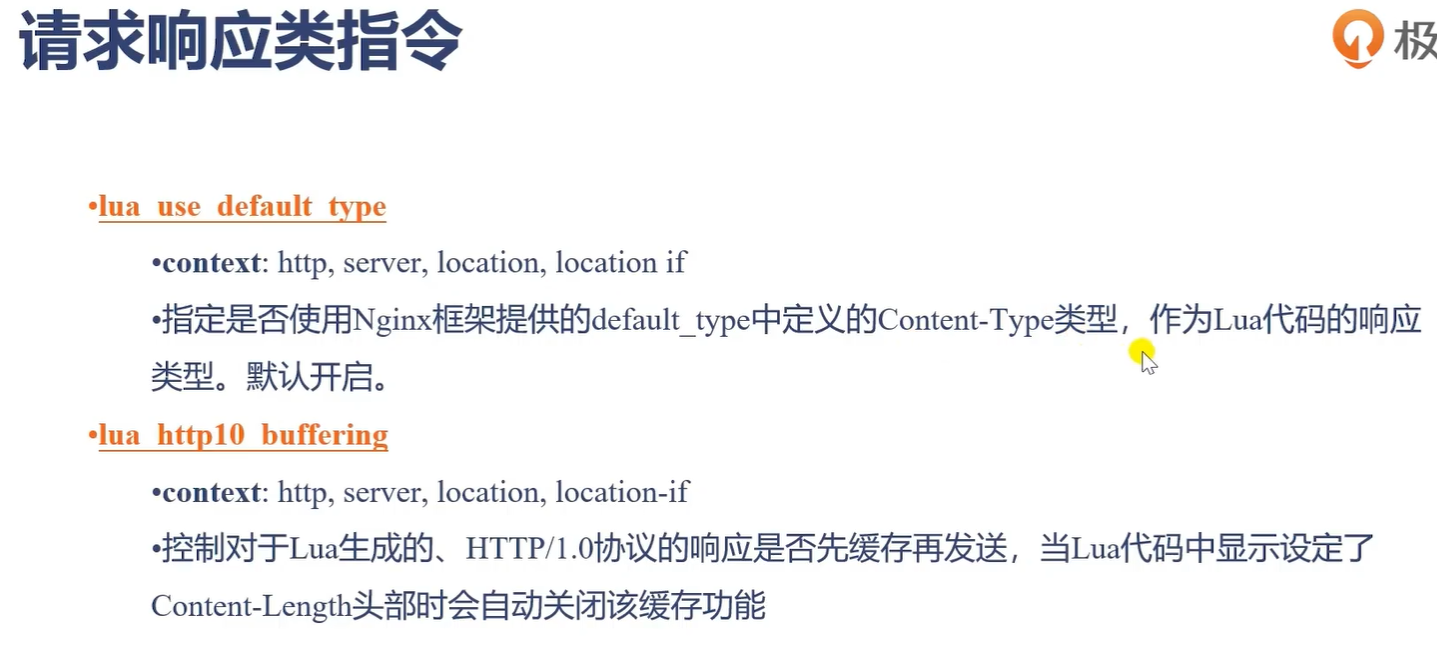 请求响应类指令
极
•lua_use_default_type
•context: http, server, location, location if
•指定是否使用Nginx框架提供的default_type中定义的Content-Type类型，作为Lua代码的响应
类型。默认开启。
•lua_http10_buffering
•context: http, server, location, location-if
•控制对于Lua生成的、HTTP/1.0协议的响应是否先缓存再发送，当Lua代码中显示设定了
Content-Length头部时会自动关闭该缓存功能